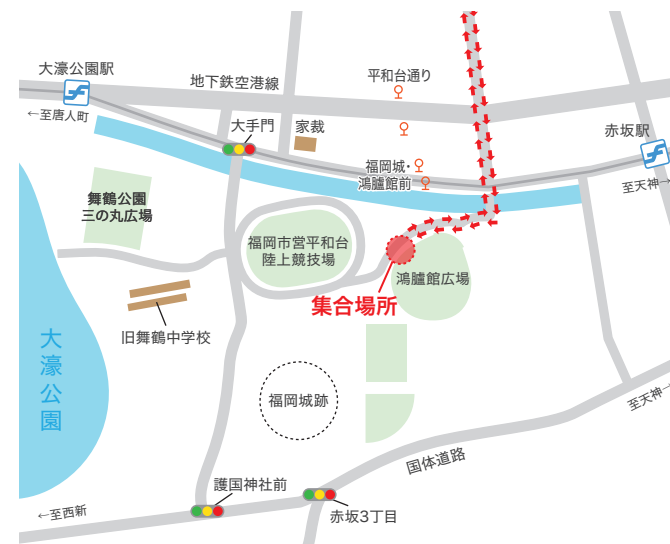 大濠公園駅
地下鉄空港線
平和台通り
←至唐人町
大手門
家裁
赤坂駅
福岡城・
鴻臚館前
至天神→
舞鶴公園
三の丸広場
福岡市営平和台
陸上競技場
鴻臚館広場
集合場所
旧舞鶴中学校
大濠公園
福岡城跡
至天神→
国体道路
護国神社前
←至西新
赤坂3丁目